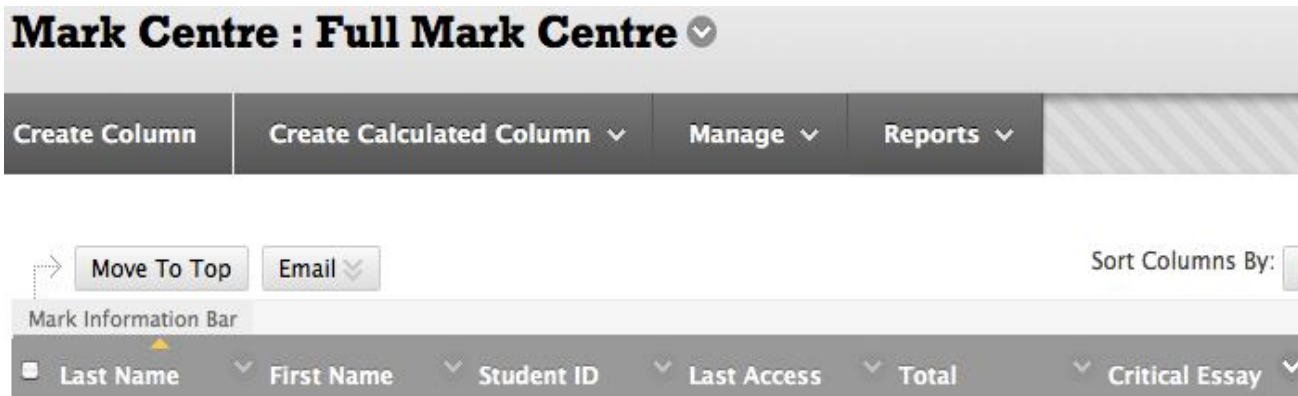 Mark Centre : Full Mark Centre
Create Column Create Calculated Column Manage Reports
Move To Top Email Sort Columns By:
Mark Information Bar
Last Name First Name Student ID Last Access Total Critical Essay